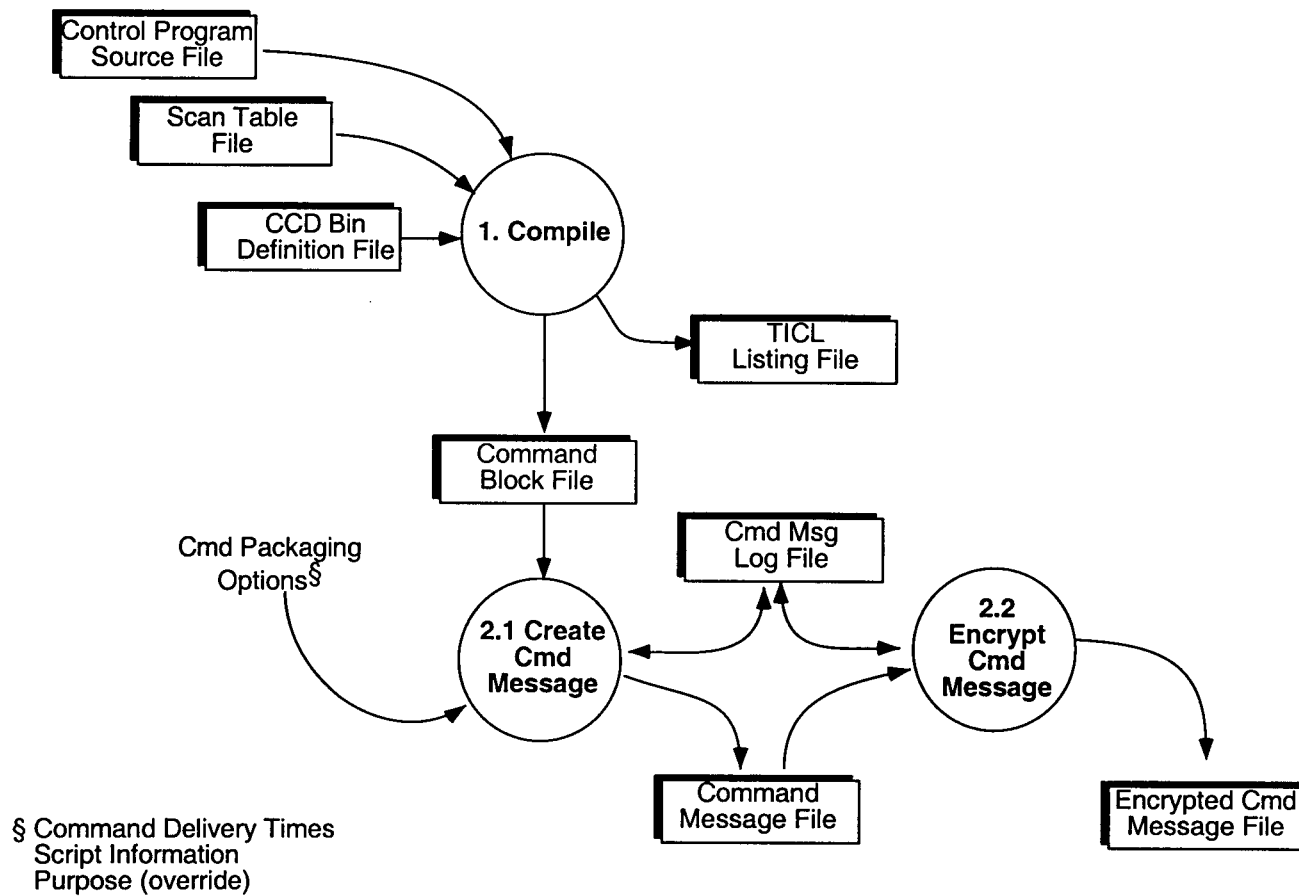 Control Program
Source File
Scan Table
File
CCD Bin
Definition File
1. Compile
TICL
Listing File
Command
Block File
Cmd Packaging
Options§
Cmd Msg
Log File
2.1 Create
Cmd
Message
2.2
Encrypt
Cmd
Message
Command
Message File
Encrypted Cmd
Message File
§ Command Delivery Times
Script Information
Purpose (override)